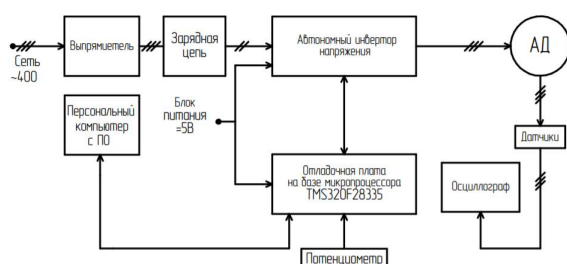 Выпрямиетель
Зарядная
цепь
Автономный инвертор
напряжения
АД
Сеть
~400
Персональный
компьютер
с ПО
Блок
питания
=5В
Датчики
Отладочная плата
на базе микропроцессора
TMS320F28335
Осциллограф
Потенциометр